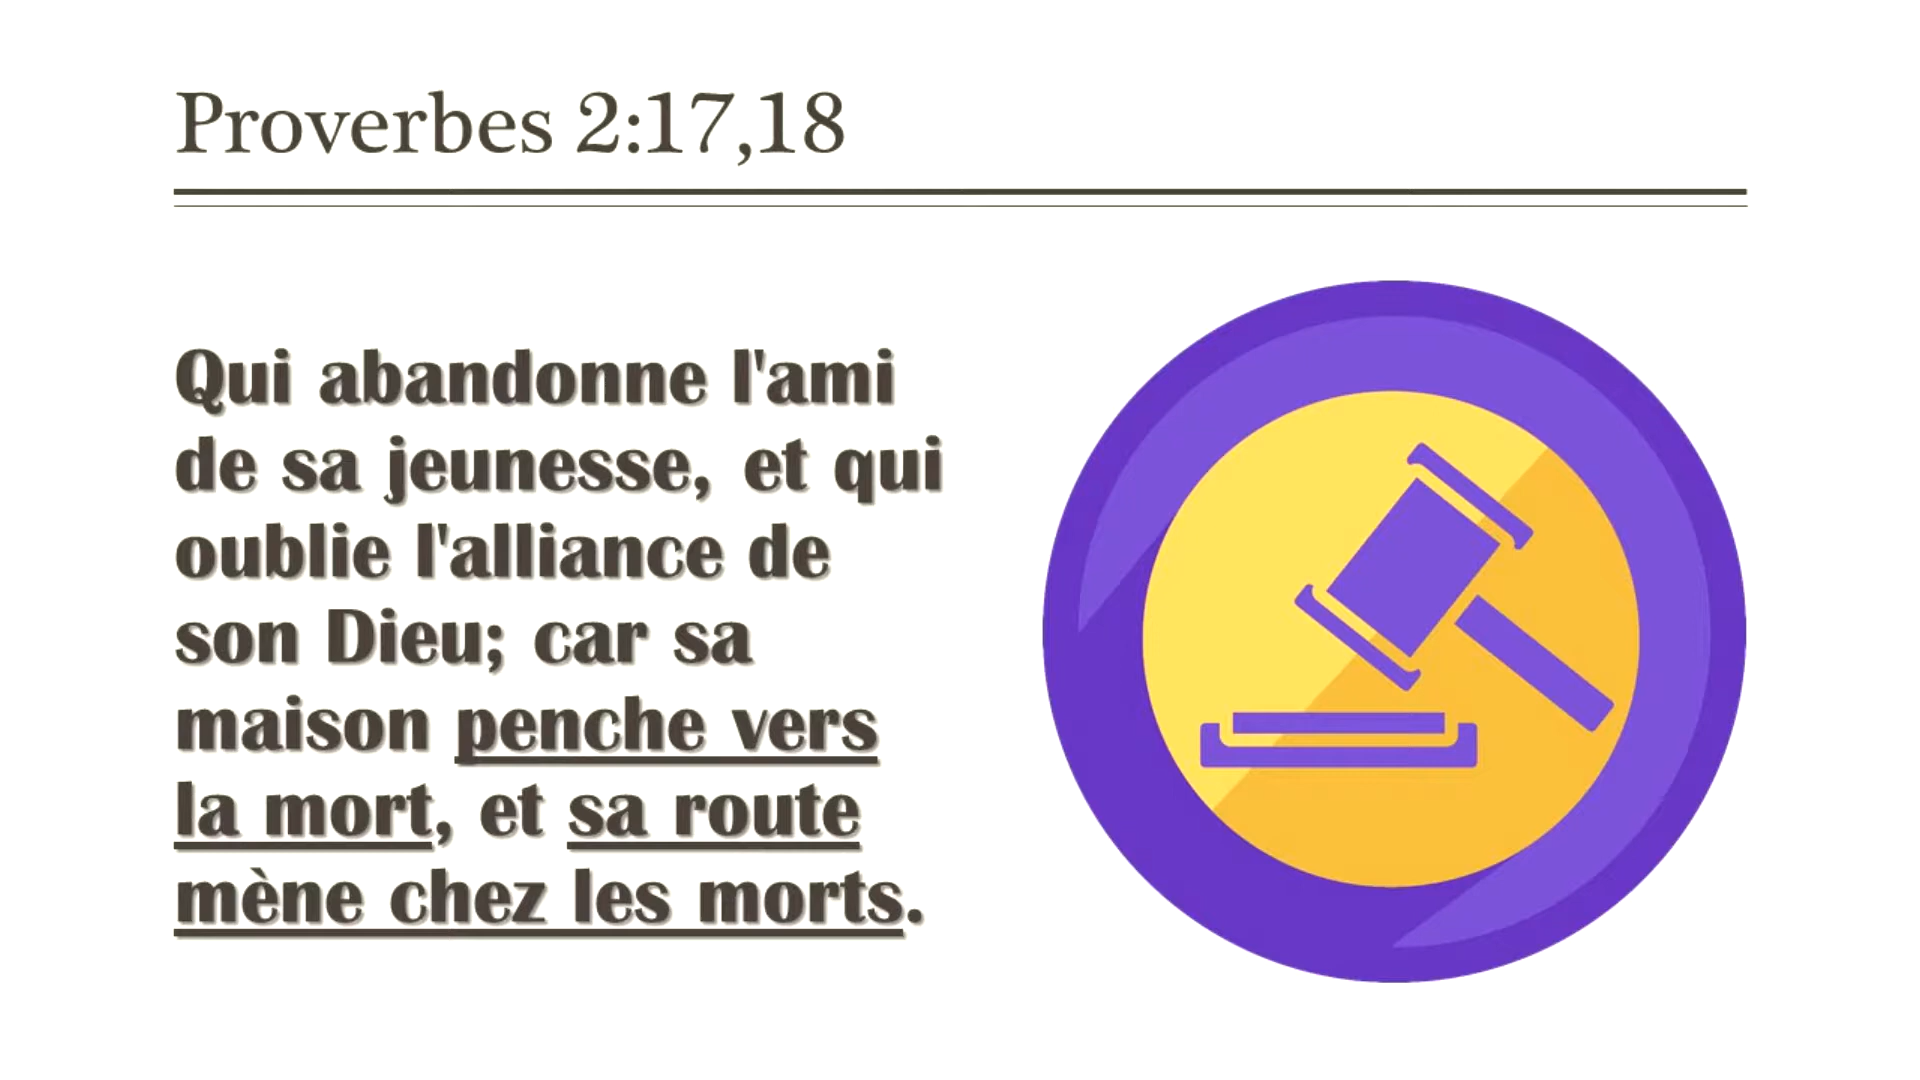 Proverbes 2:17,18
Qui abandonne l'ami
de sa jeunesse, et qui
oublie l'alliance de
son Dieu; car sa
maison penche vers
la mort, et sa route
mène chez les morts.